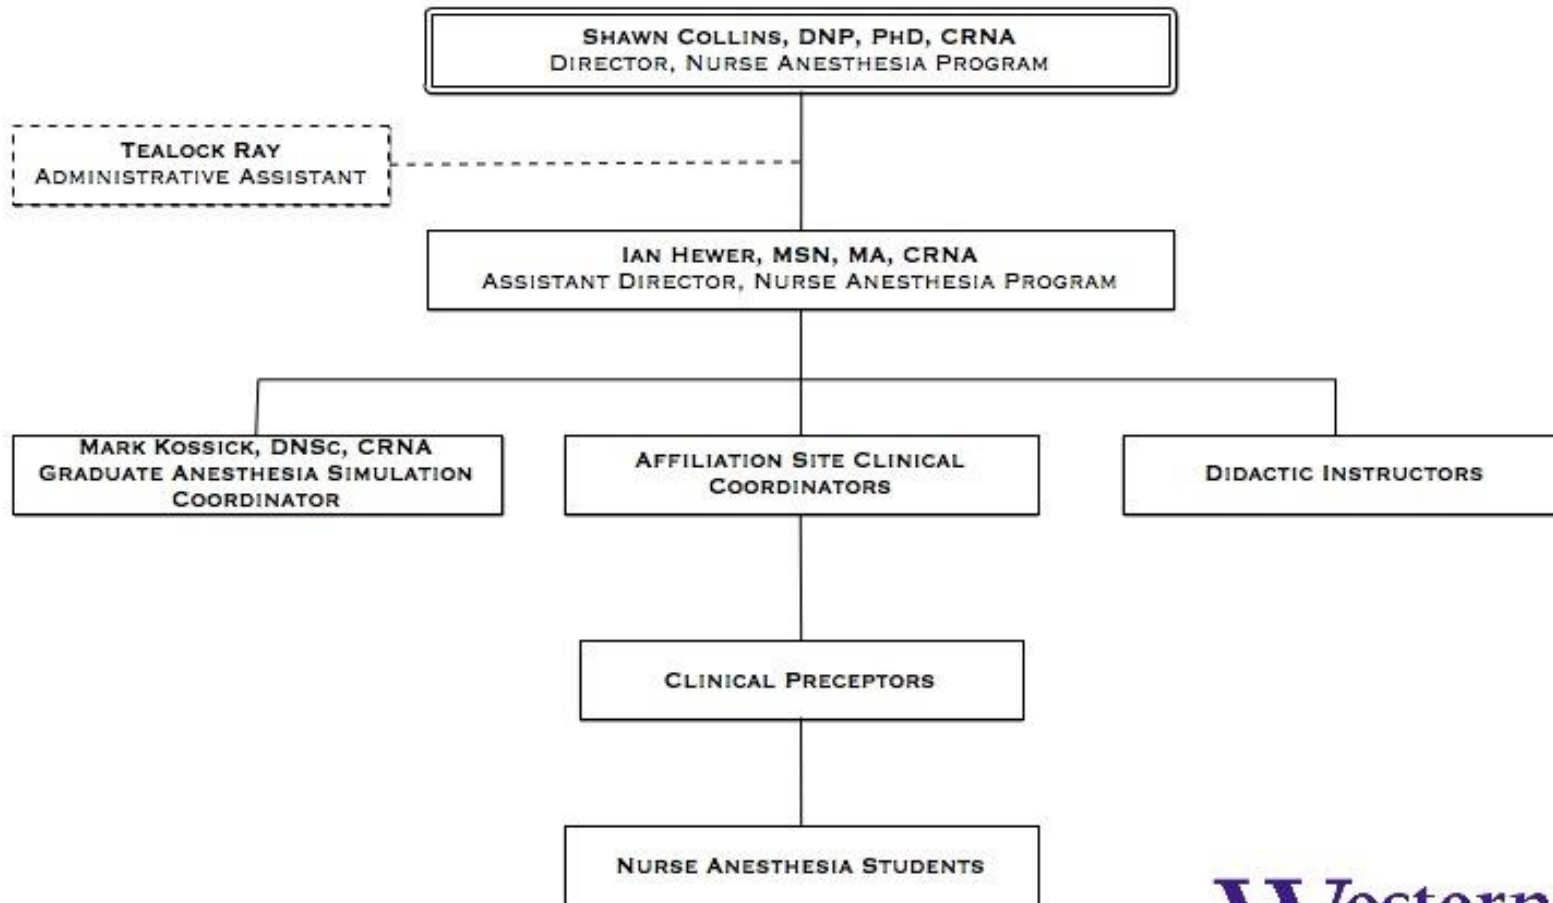 SHAWN COLLINS, DNP, PHD, CRNA
DIRECTOR, NURSE ANESTHESIA PROGRAM
TEALOCK RAY
ADMINISTRATIVE ASSISTANT
IAN HEWER, MSN, MA, CRNA
ASSISTANT DIRECTOR, NURSE ANESTHESIA PROGRAM
MARK KOSSICK, DNSC, CRNA
GRADUATE ANESTHESIA SIMULATION
COORDINATOR
AFFILIATION SITE CLINICAL
COORDINATORS
DIDACTIC INSTRUCTORS
CLINICAL PRECEPTORS
NURSE ANESTHESIA STUDENTS
Western